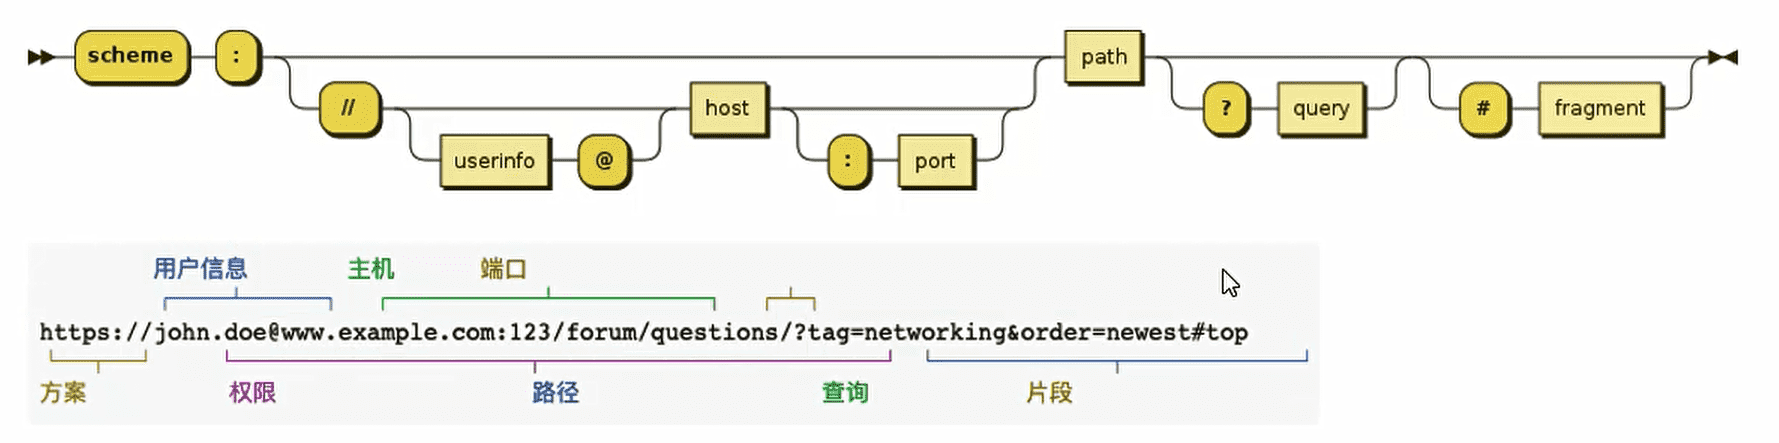 scheme : path
// host ? query # fragment
userinfo @ : port
用户信息 主机 端口
https://john.doe@www.example.com:123/forum/questions/?tag=networking&order=newest#top
方案 权限 路径 查询 片段